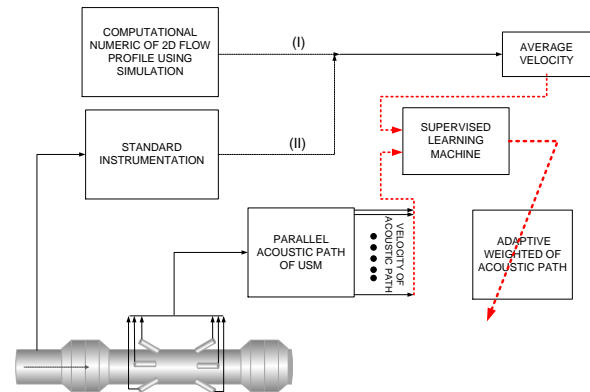 COMPUTATIONAL
NUMERIC OF 2D FLOW
PROFILE USING
SIMULATION
(I)
AVERAGE
VELOCITY
STANDARD
INSTRUMENTATION
(II)
SUPERVISED
LEARNING
MACHINE
PARALLEL
ACOUSTIC PATH
OF USM
VELOCITY OF
ACOUSTIC PATH
ADAPTIVE
WEIGHTED OF
ACOUSTIC PATH